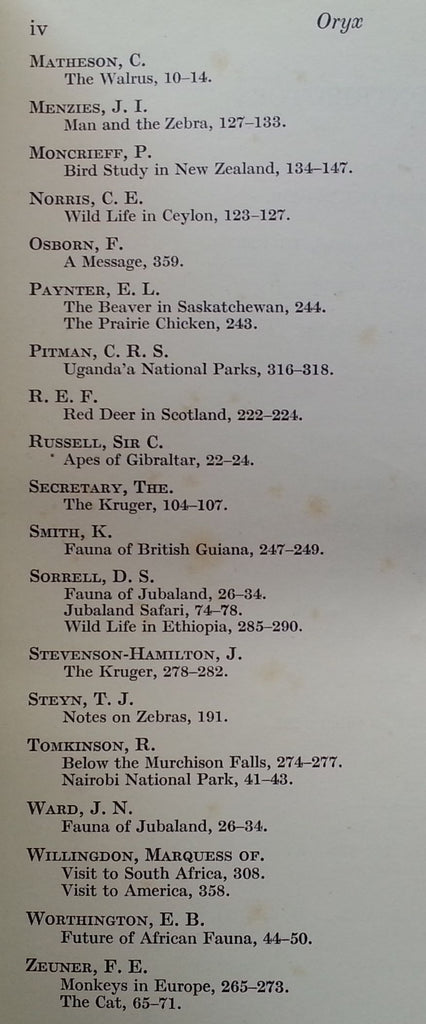 iv
Oryx
MATHESON, C.
The Walrus, 10–14.
MENZIES, J. I.
Man and the Zebra, 127–133.
MONCRIEFF, P.
Bird Study in New Zealand, 134–147.
NORRIS, C. E.
Wild Life in Ceylon, 123–127.
OSBORN, F.
A Message, 359.
PAYNTER, E. L.
The Beaver in Saskatchewan, 244.
The Prairie Chicken, 243.
PITMAN, C. R. S.
Uganda'a National Parks, 316–318.
R. E. F.
Red Deer in Scotland, 222–224.
RUSSELL, SIR C.
Apes of Gibraltar, 22–24.
SECRETARY, THE.
The Kruger, 104–107.
SMITH, K.
Fauna of British Guiana, 247–249.
SORRELL, D. S.
Fauna of Jubaland, 26–34.
Jubaland Safari, 74–78.
Wild Life in Ethiopia, 285–290.
STEVENSON-HAMILTON, J.
The Kruger, 278–282.
STEYN, T. J.
Notes on Zebras, 191.
TOMKINSON, R.
Below the Murchison Falls, 274–277.
Nairobi National Park, 41–43.
WARD, J. N.
Fauna of Jubaland, 26–34.
WILLINGDON, MARQUESS OF.
Visit to South Africa, 308.
Visit to America, 358.
WORTHINGTON, E. B.
Future of African Fauna, 44–50.
ZEUNER, F. E.
Monkeys in Europe, 265–273.
The Cat, 65–71.